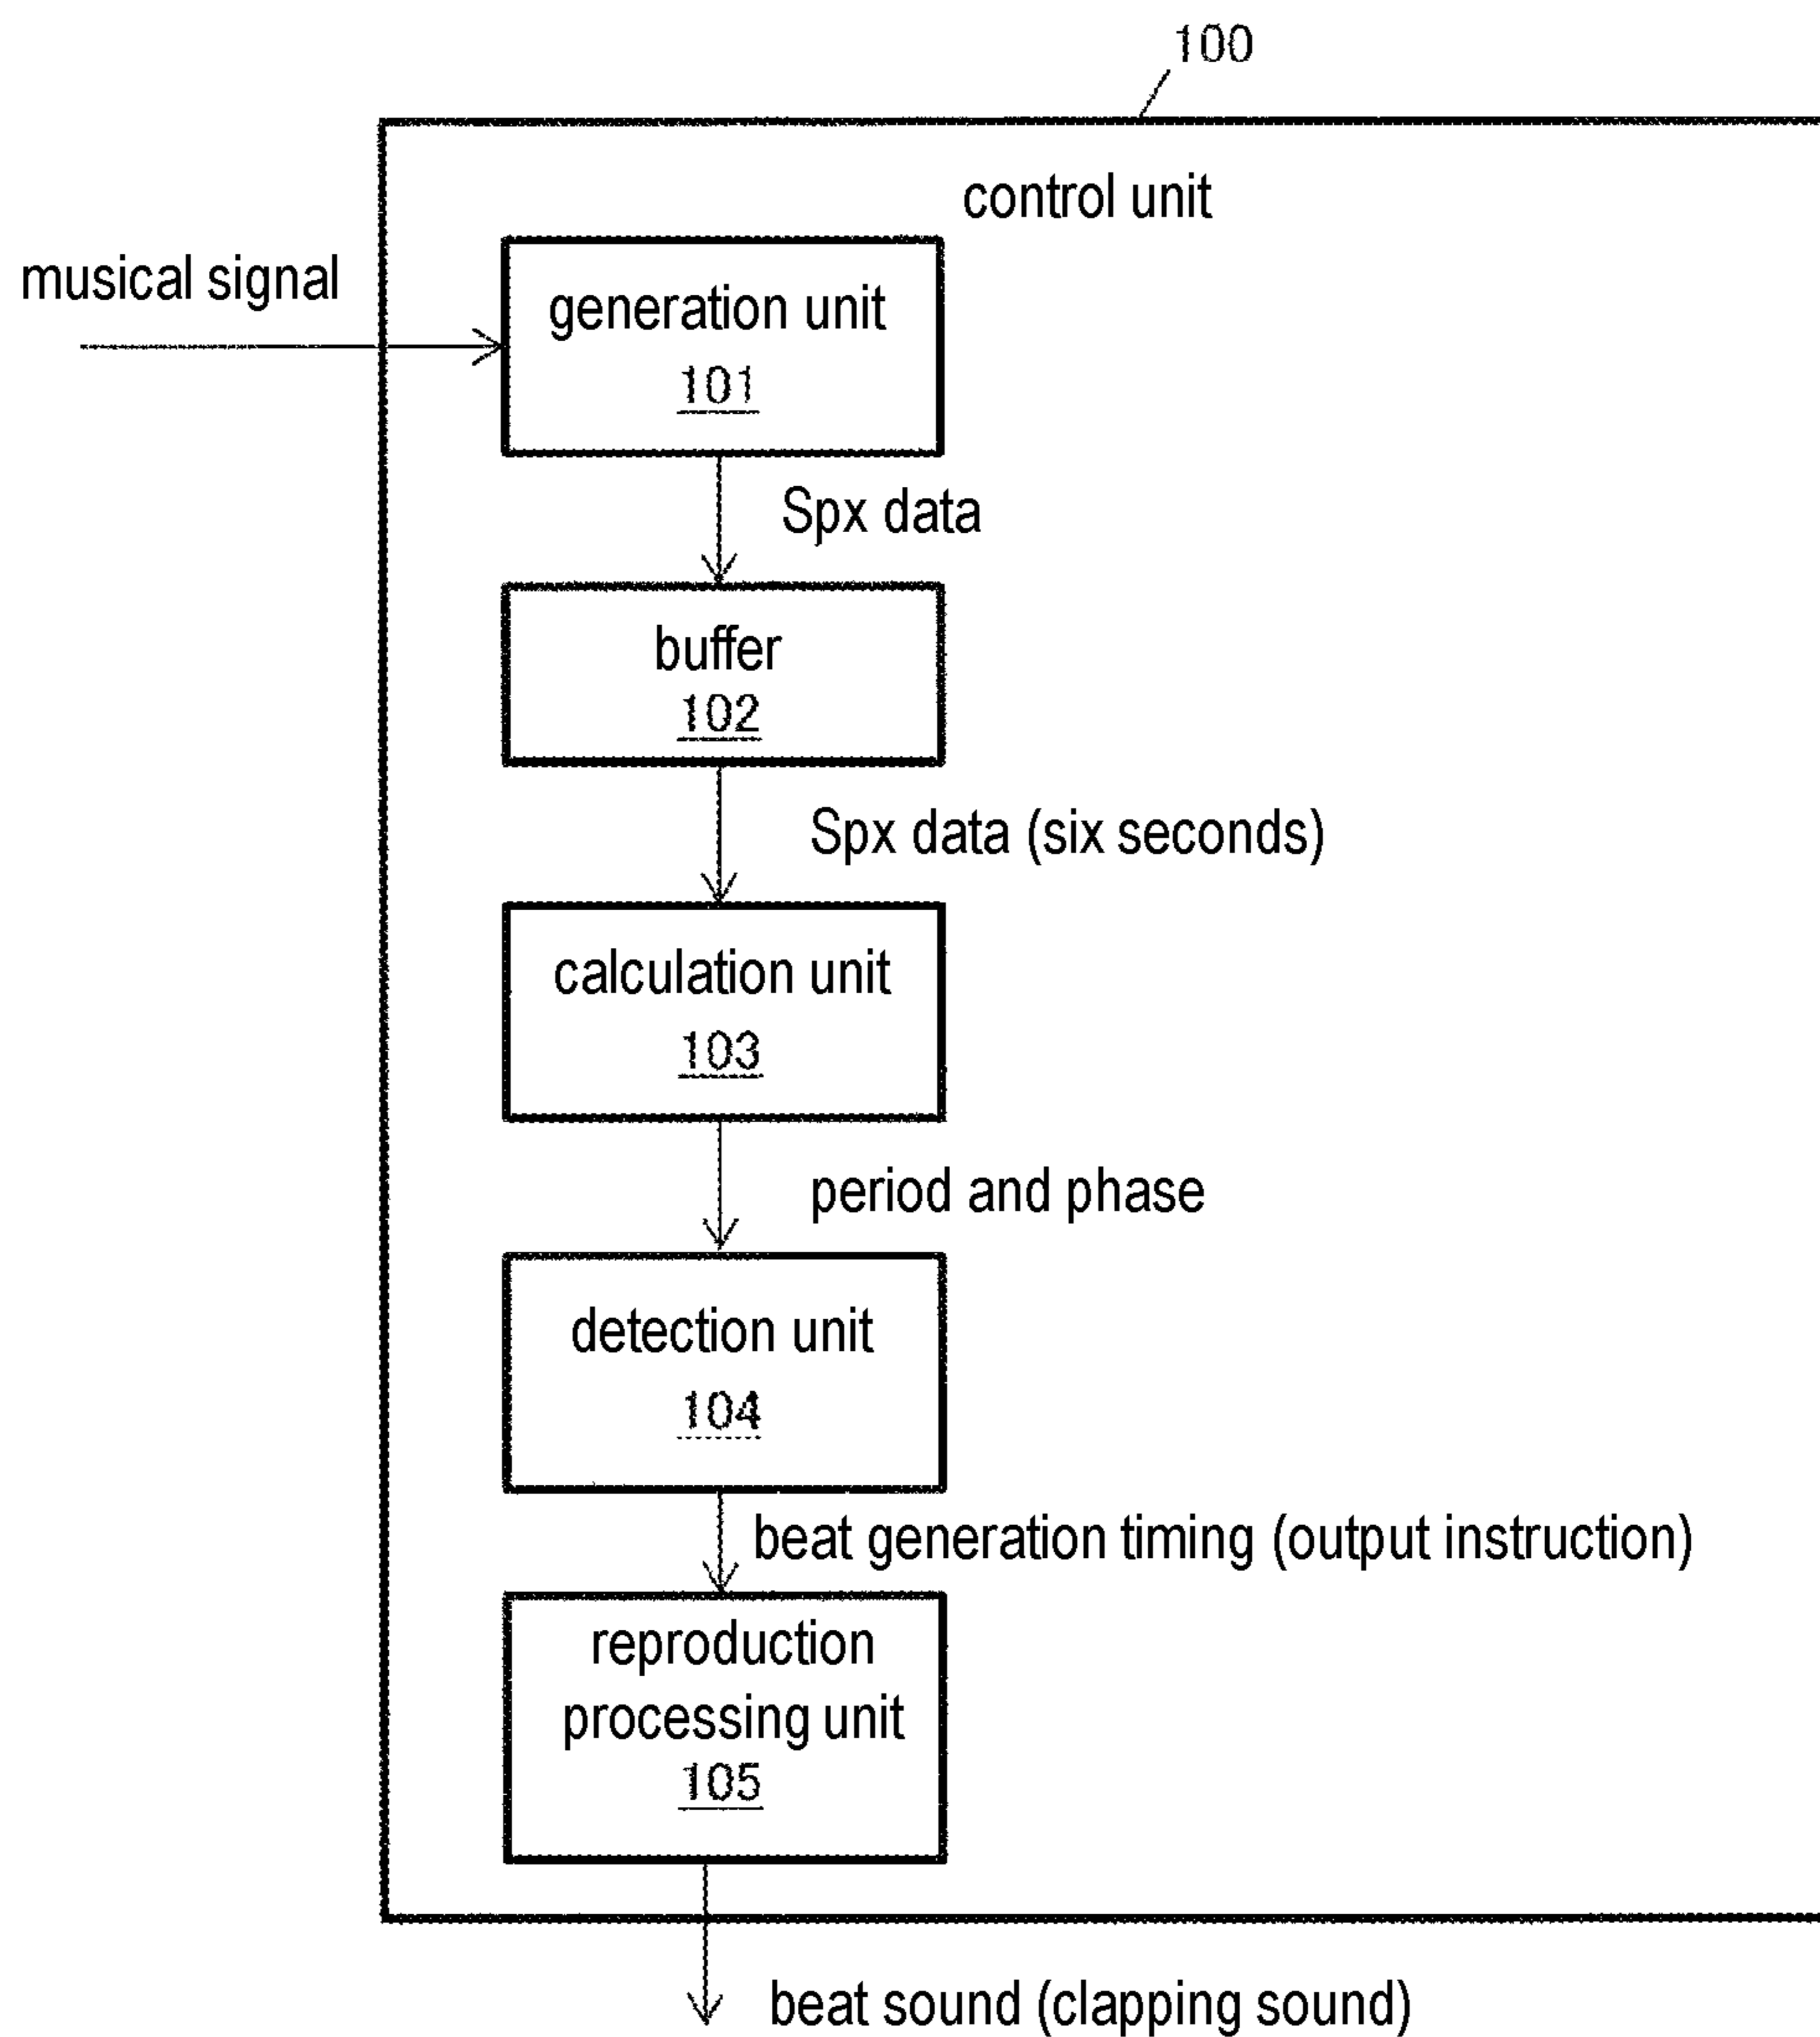 100
control unit
musical signal
generation unit
101
Spx data
buffer
102
Spx data (six seconds)
calculation unit
103
period and phase
detection unit
104
beat generation timing (output instruction)
reproduction
processing unit
105
beat sound (clapping sound)